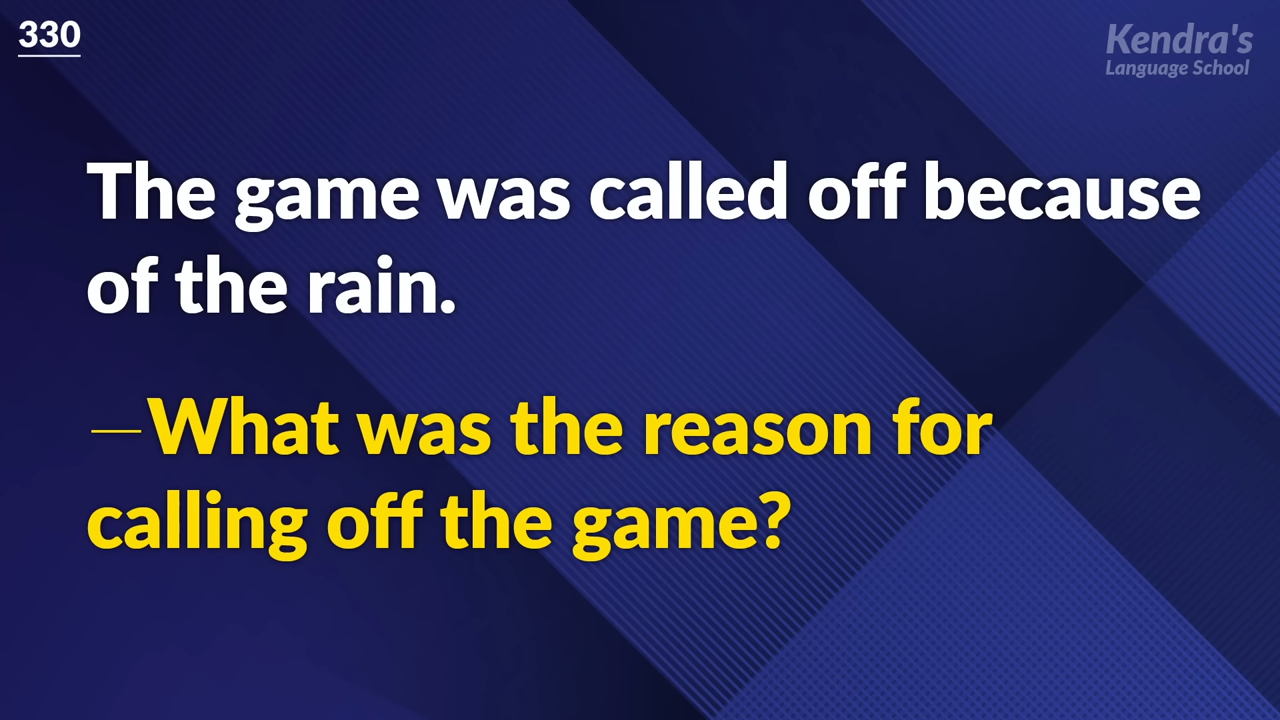 330
Kendra's
Language School
The game was called off because
of the rain.
—What was the reason for
calling off the game?